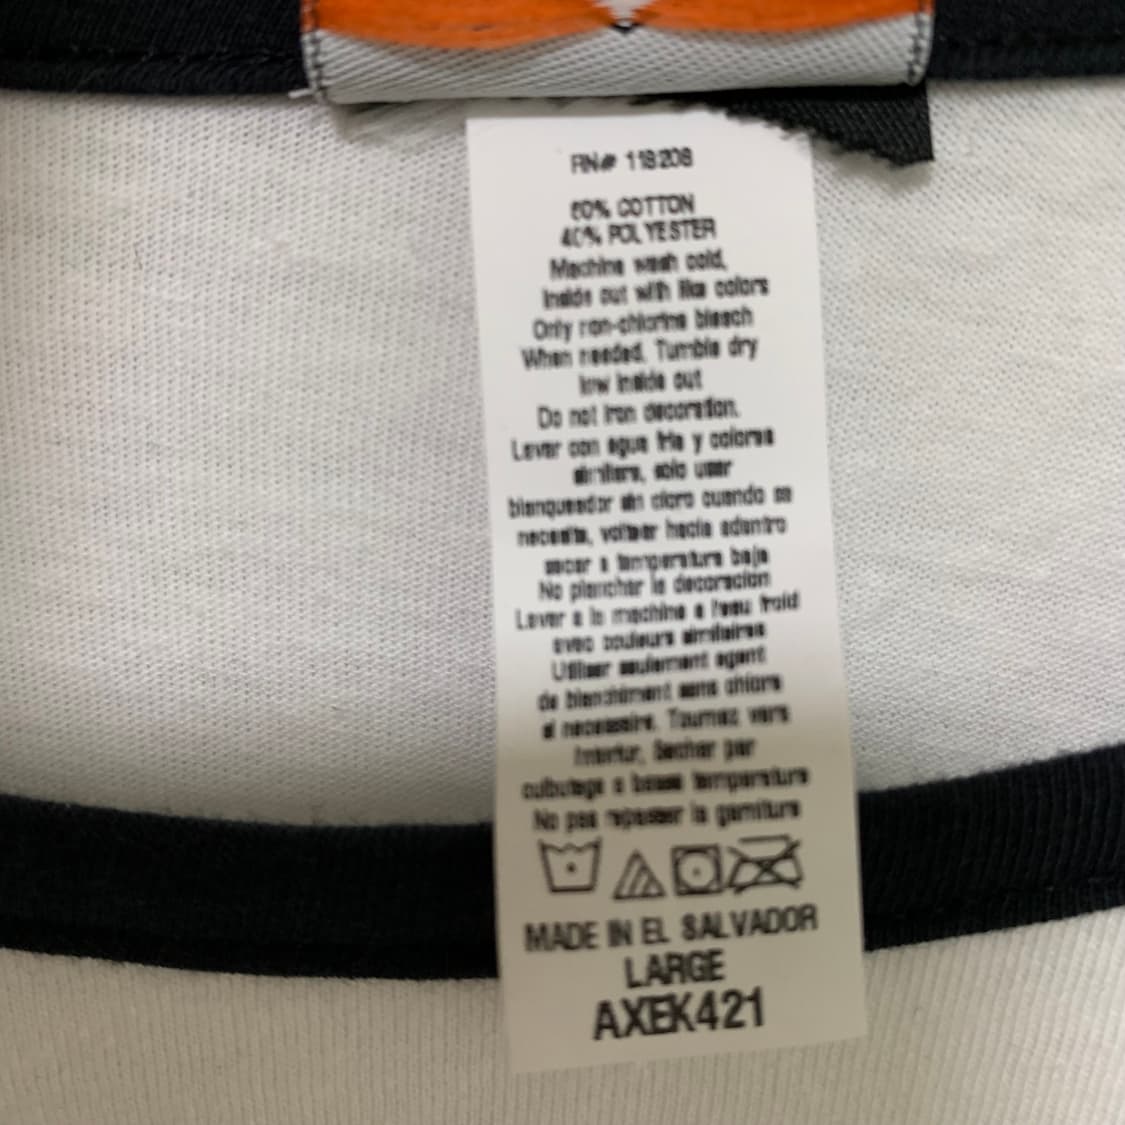 RN# 118208
60% COTTON
40% POLYESTER
Machine wash cold,
Inside out with like colors
Only non-chlorine bleach
When needed. Tumble dry
low inside out
Do not iron decoration.
Lavar con agua fria y colores
similares, solo usar
blanqueador sin cloro cuando se
necesita, voltear hacia adentro
secar a temperatura baja
No planchar la decoracion
Laver a la machine a l'eau froid
avec couleurs similaires
Utiliser seulement agent
de blanchiment sans chlore
si necessaire. Tournez vers
Secher par
culbutage a basse temperature
No pas repasser la garniture
MADE IN EL SALVADOR
LARGE
AXEK421